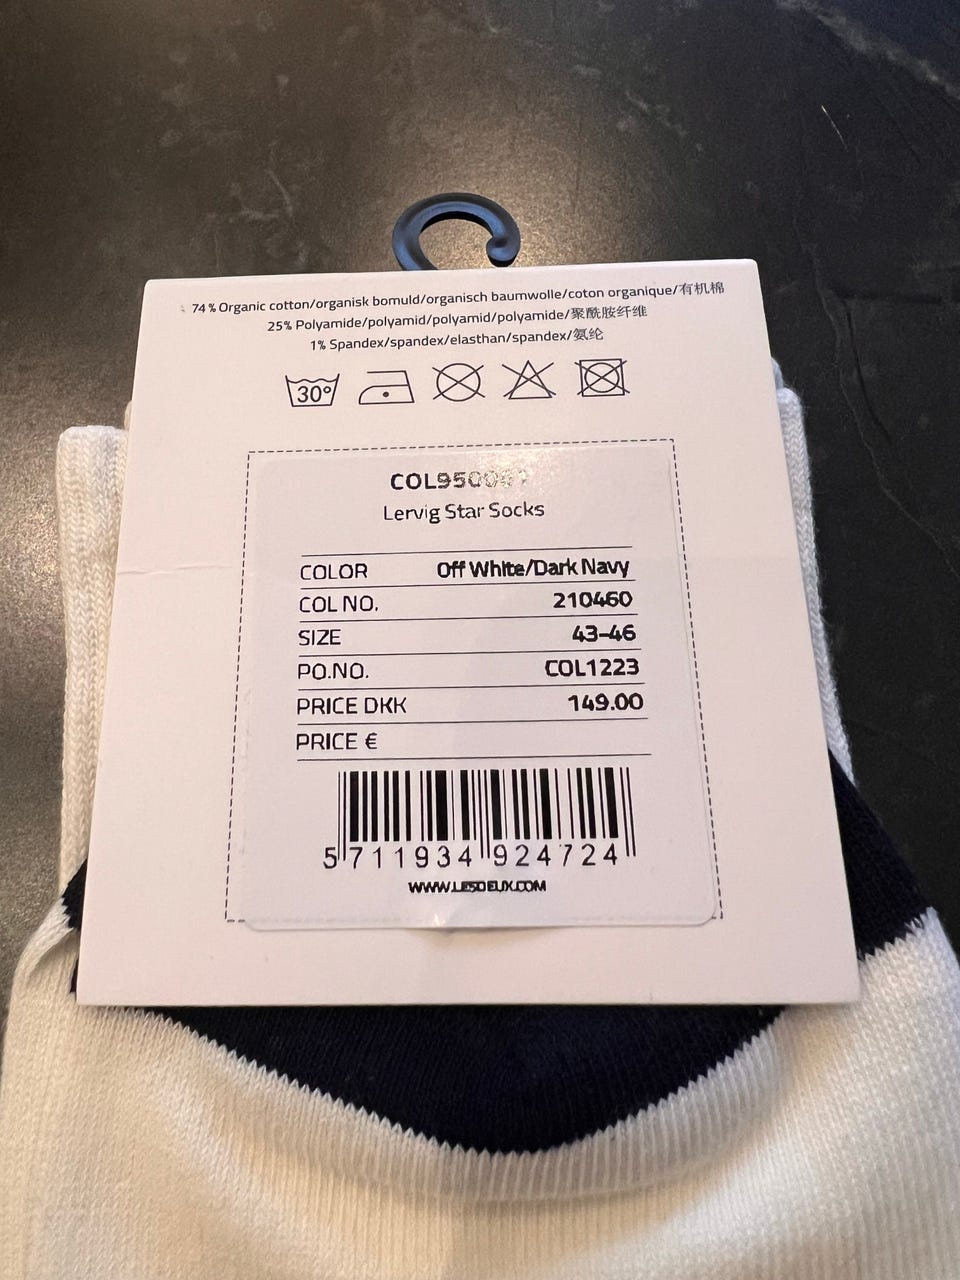 74% Organic cotton/organisk bomuld/organisch baumwolle/coton organique/有机棉
25% Polyamide/polyamid/polyamid/polyamide/聚酰胺纤维
1% Spandex/spandex/elasthan/spandex/氨纶
30°
Lervig Star Socks
COLOR Off White/Dark Navy
COL NO. 210460
SIZE 43-46
PO.NO. COL1223
PRICE DKK 149.00
PRICE €
5 711934 924724
WWW.LESDEUX.COM